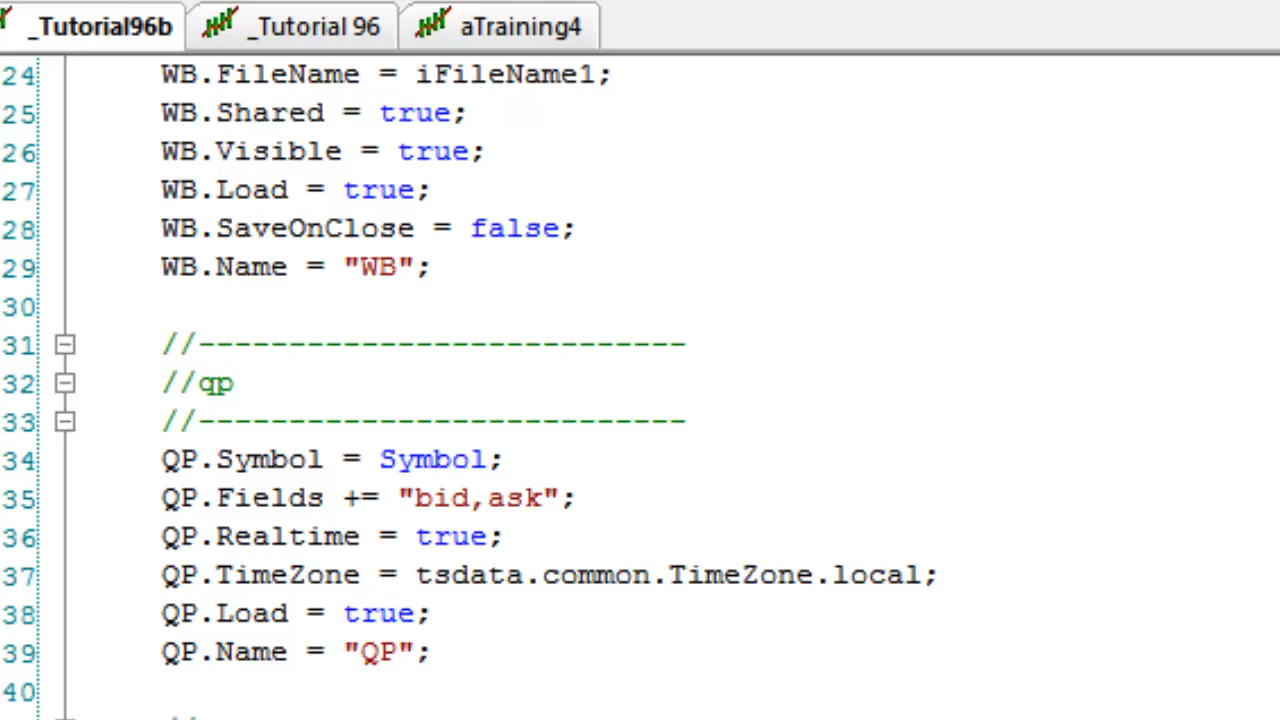 _Tutorial96b _Tutorial 96 aTraining4
24 WB.FileName = iFileName1;
25 WB.Shared = true;
26 WB.Visible = true;
27 WB.Load = true;
28 WB.SaveOnClose = false;
29 WB.Name = "WB";
30
31 //---------------------------
32 //qp
33 //---------------------------
34 QP.Symbol = Symbol;
35 QP.Fields += "bid,ask";
36 QP.Realtime = true;
37 QP.TimeZone = tsdata.common.TimeZone.local;
38 QP.Load = true;
39 QP.Name = "QP";
40